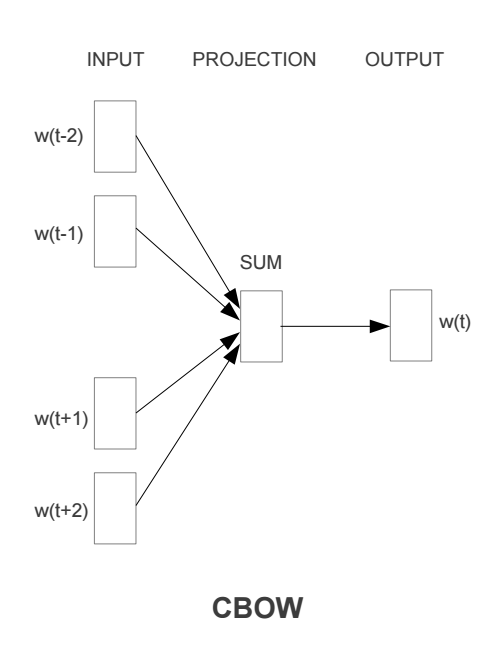 INPUT PROJECTION OUTPUT
w(t-2)
w(t-1)
SUM
w(t)
w(t+1)
w(t+2)
CBOW